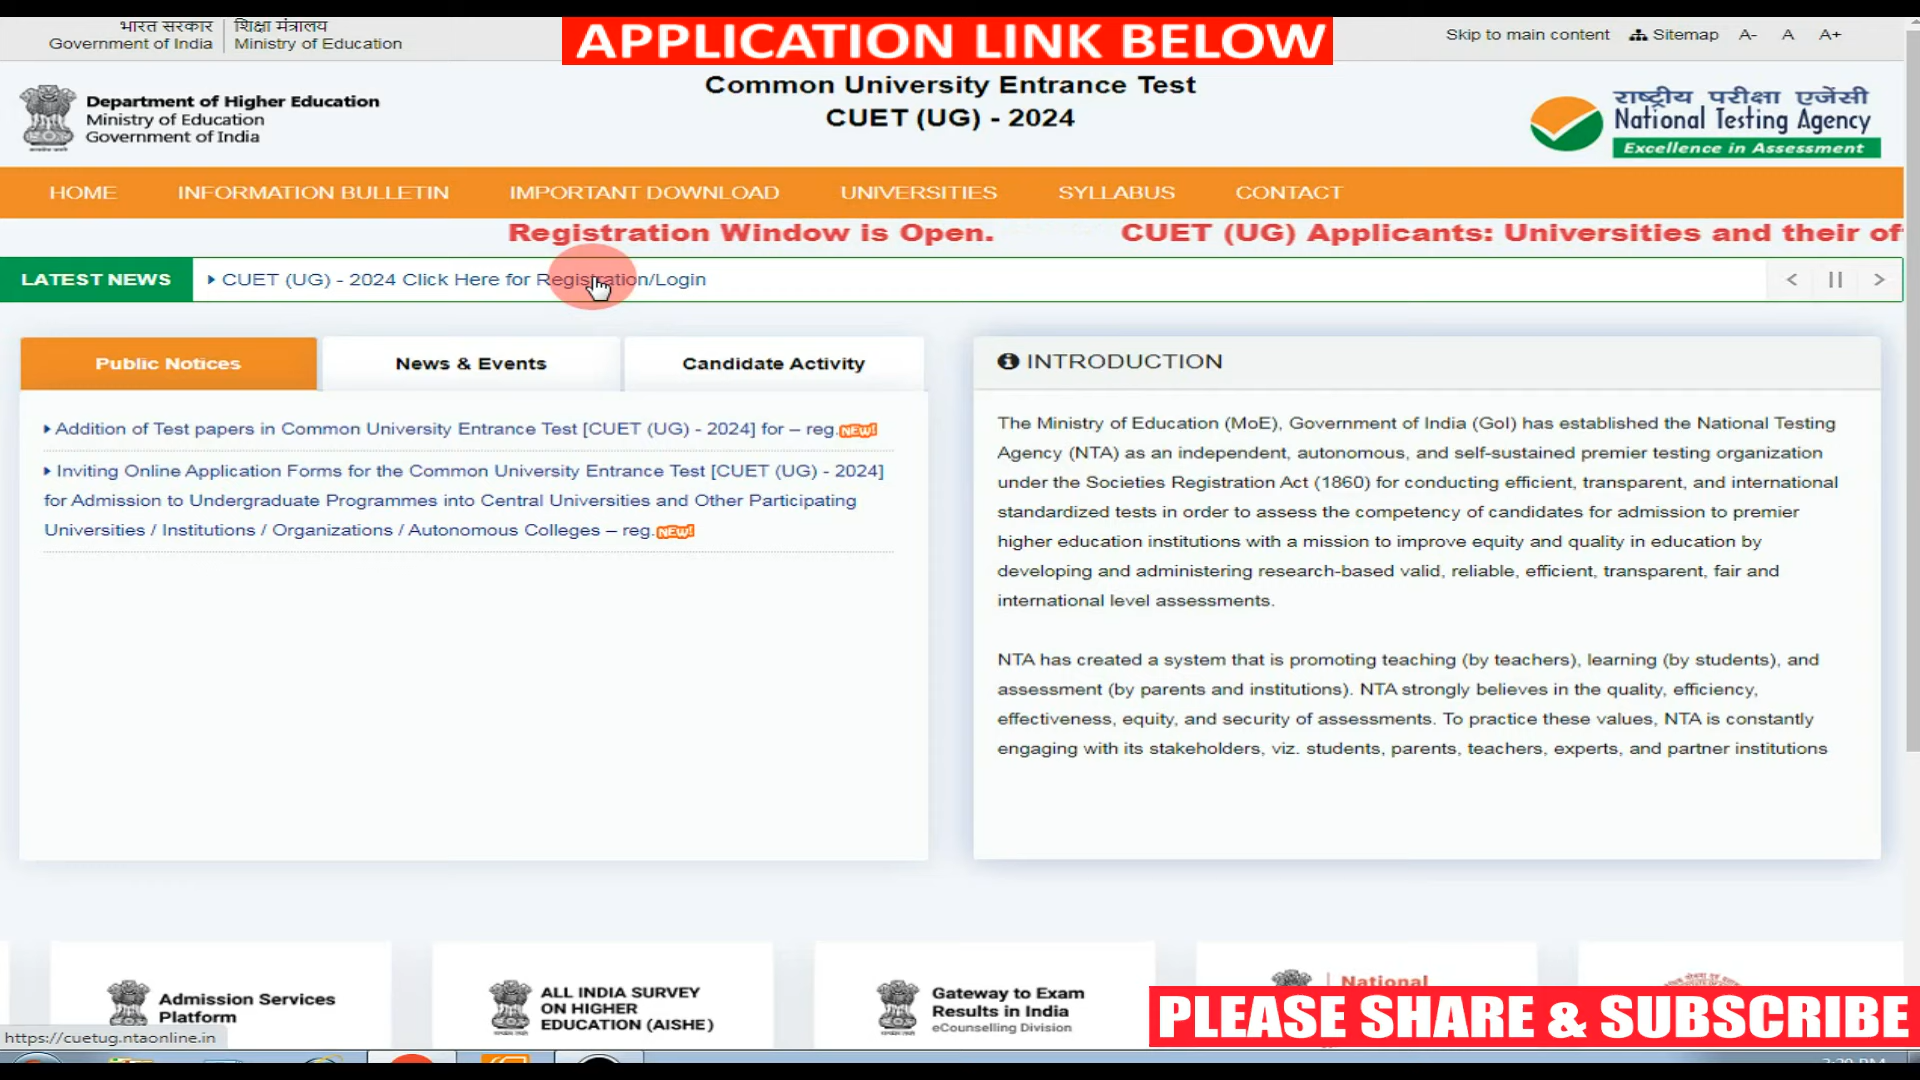 भारत सरकार
शिक्षा मंत्रालय
Government of India
Ministry of Education
APPLICATION LINK BELOW
Skip to main content
Sitemap
A-
A
A+
Department of Higher Education
Ministry of Education
Government of India
Common University Entrance Test
CUET (UG) - 2024
राष्ट्रीय परीक्षा एजेंसी
National Testing Agency
Excellence in Assessment
HOME
INFORMATION BULLETIN
IMPORTANT DOWNLOAD
UNIVERSITIES
SYLLABUS
CONTACT
Registration Window is Open.
CUET (UG) Applicants: Universities and their of
LATEST NEWS
CUET (UG) - 2024 Click Here for Registration/Login
Public Notices
News & Events
Candidate Activity
Addition of Test papers in Common University Entrance Test [CUET (UG) - 2024] for – reg. NEW!
Inviting Online Application Forms for the Common University Entrance Test [CUET (UG) - 2024]
for Admission to Undergraduate Programmes into Central Universities and Other Participating
Universities / Institutions / Organizations / Autonomous Colleges – reg. NEW!
INTRODUCTION
The Ministry of Education (MoE), Government of India (GoI) has established the National Testing
Agency (NTA) as an independent, autonomous, and self-sustained premier testing organization
under the Societies Registration Act (1860) for conducting efficient, transparent, and international
standardized tests in order to assess the competency of candidates for admission to premier
higher education institutions with a mission to improve equity and quality in education by
developing and administering research-based valid, reliable, efficient, transparent, fair and
international level assessments.
NTA has created a system that is promoting teaching (by teachers), learning (by students), and
assessment (by parents and institutions). NTA strongly believes in the quality, efficiency,
effectiveness, equity, and security of assessments. To practice these values, NTA is constantly
engaging with its stakeholders, viz. students, parents, teachers, experts, and partner institutions
Admission Services
Platform
ALL INDIA SURVEY
ON HIGHER
EDUCATION (AISHE)
Gateway to Exam
Results in India
eCounselling Division
National
PLEASE SHARE & SUBSCRIBE
https://cuetug.ntaonline.in